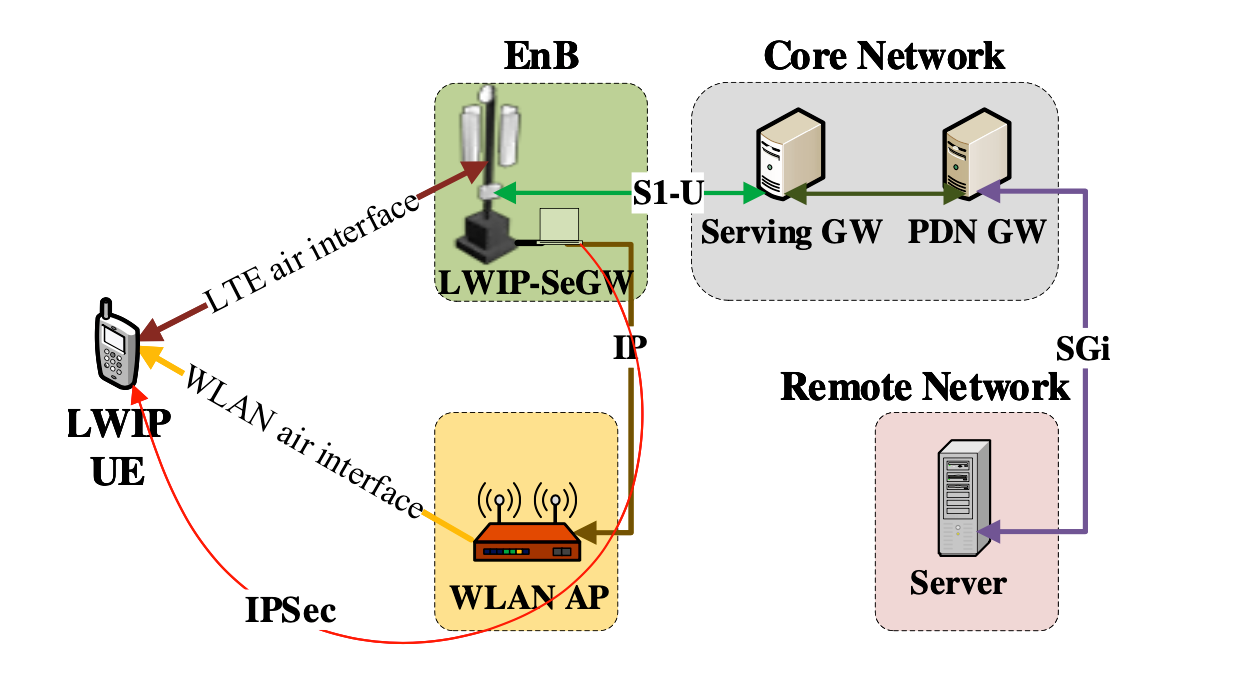 EnB
Core Network
S1-U
Serving GW
PDN GW
LTE air interface
LWIP-SeGW
IP
SGi
WLAN air interface
Remote Network
LWIP
UE
WLAN AP
Server
IPSec